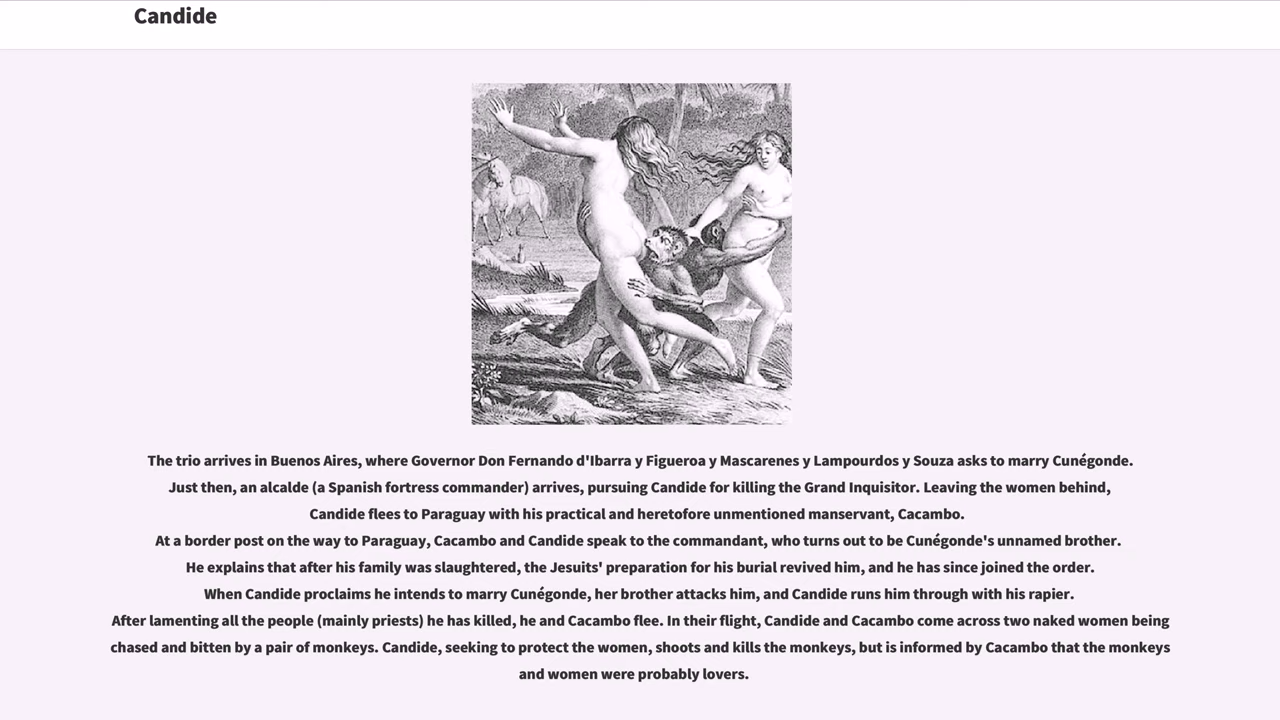 Candide
The trio arrives in Buenos Aires, where Governor Don Fernando d'Ibarra y Figueroa y Mascarenes y Lampourdos y Souza asks to marry Cunégonde.
Just then, an alcalde (a Spanish fortress commander) arrives, pursuing Candide for killing the Grand Inquisitor. Leaving the women behind,
Candide flees to Paraguay with his practical and heretofore unmentioned manservant, Cacambo.
At a border post on the way to Paraguay, Cacambo and Candide speak to the commandant, who turns out to be Cunégonde's unnamed brother.
He explains that after his family was slaughtered, the Jesuits' preparation for his burial revived him, and he has since joined the order.
When Candide proclaims he intends to marry Cunégonde, her brother attacks him, and Candide runs him through with his rapier.
After lamenting all the people (mainly priests) he has killed, he and Cacambo flee. In their flight, Candide and Cacambo come across two naked women being
chased and bitten by a pair of monkeys. Candide, seeking to protect the women, shoots and kills the monkeys, but is informed by Cacambo that the monkeys
and women were probably lovers.